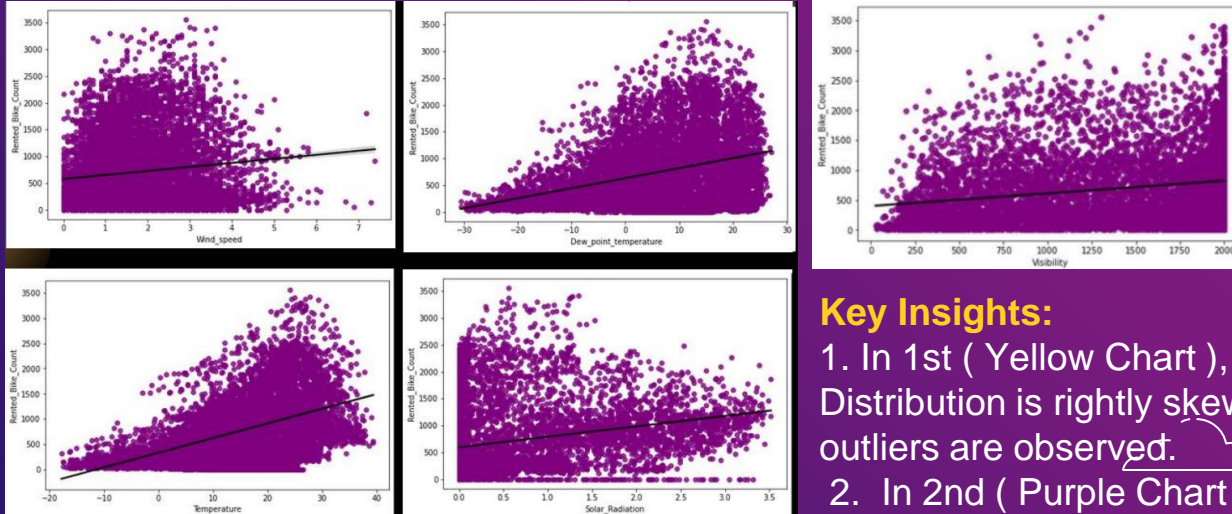 3500
3000
2500
2000
1500
1000
500
0
Rented_Bike_Count
0 1 2 3 4 5 6 7
Wind_speed
3500
3000
2500
2000
1500
1000
500
0
Rented_Bike_Count
−30 −20 −10 0 10 20 30
Dew_point_temperature
3500
3000
2500
2000
1500
1000
500
0
Rented_Bike_Count
0 250 500 750 1000 1250 1500 1750 2000
Visibility
3500
3000
2500
2000
1500
1000
500
0
Rented_Bike_Count
−20 −10 0 10 20 30 40
Temperature
3500
3000
2500
2000
1500
1000
500
0
Rented_Bike_Count
0.0 0.5 1.0 1.5 2.0 2.5 3.0 3.5
Solar_Radiation
Key Insights:
1. In 1st ( Yellow Chart ),
Distribution is rightly skew
outliers are observed.
2. In 2nd ( Purple Chart